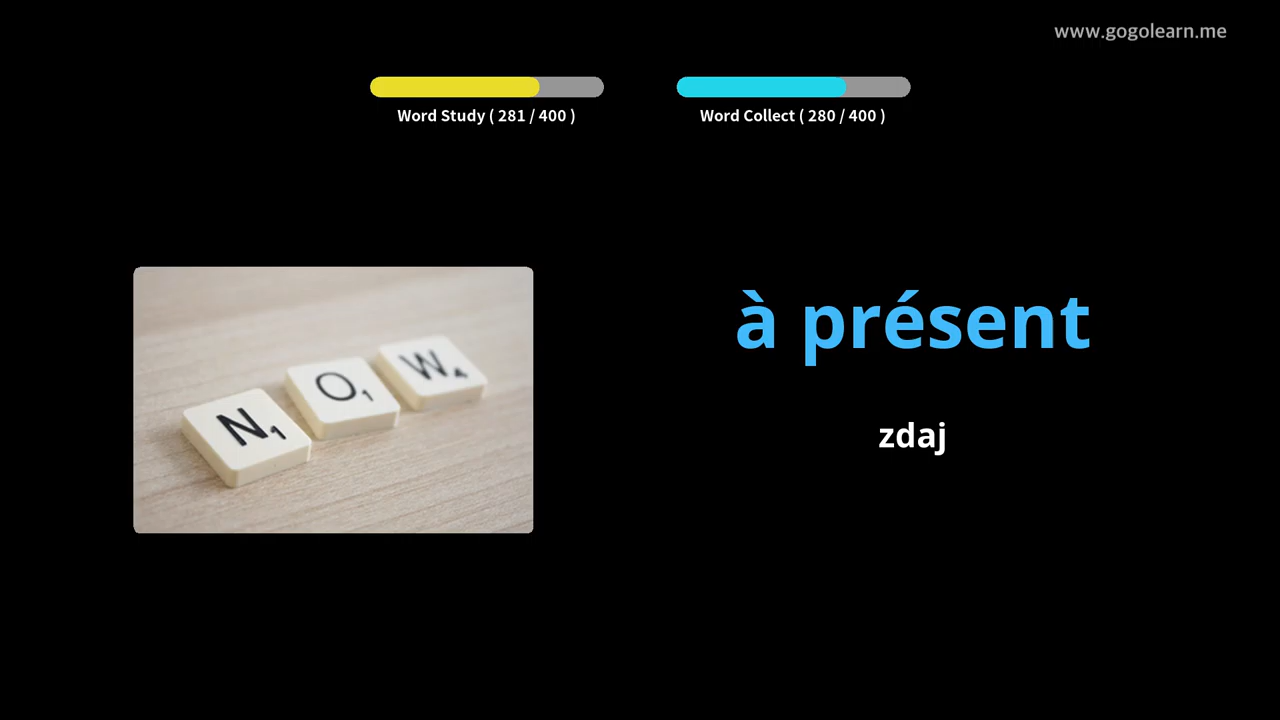 www.gogolearn.me
Word Study ( 281 / 400 )
Word Collect ( 280 / 400 )
N1 O1 W4
à présent
zdaj